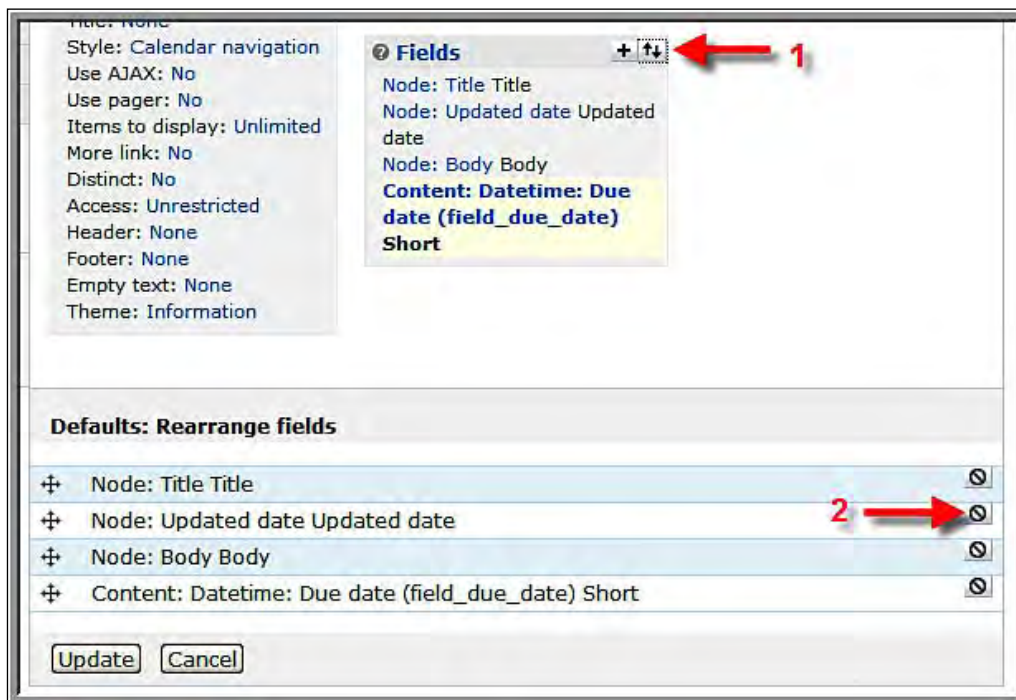 Title: None
Style: Calendar navigation
Use AJAX: No
Use pager: No
Items to display: Unlimited
More link: No
Distinct: No
Access: Unrestricted
Header: None
Footer: None
Empty text: None
Theme: Information
Fields
1
Node: Title Title
Node: Updated date Updated
date
Node: Body Body
Content: Datetime: Due
date (field_due_date)
Short
Defaults: Rearrange fields
Node: Title Title
Node: Updated date Updated date
2
Node: Body Body
Content: Datetime: Due date (field_due_date) Short
Update Cancel